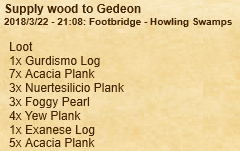 Supply wood to Gedeon
2018/3/22 - 21:08: Footbridge - Howling Swamps
Loot
1x Gurdismo Log
7x Acacia Plank
3x Nuertesilicio Plank
3x Foggy Pearl
4x Yew Plank
1x Exanese Log
5x Acacia Plank